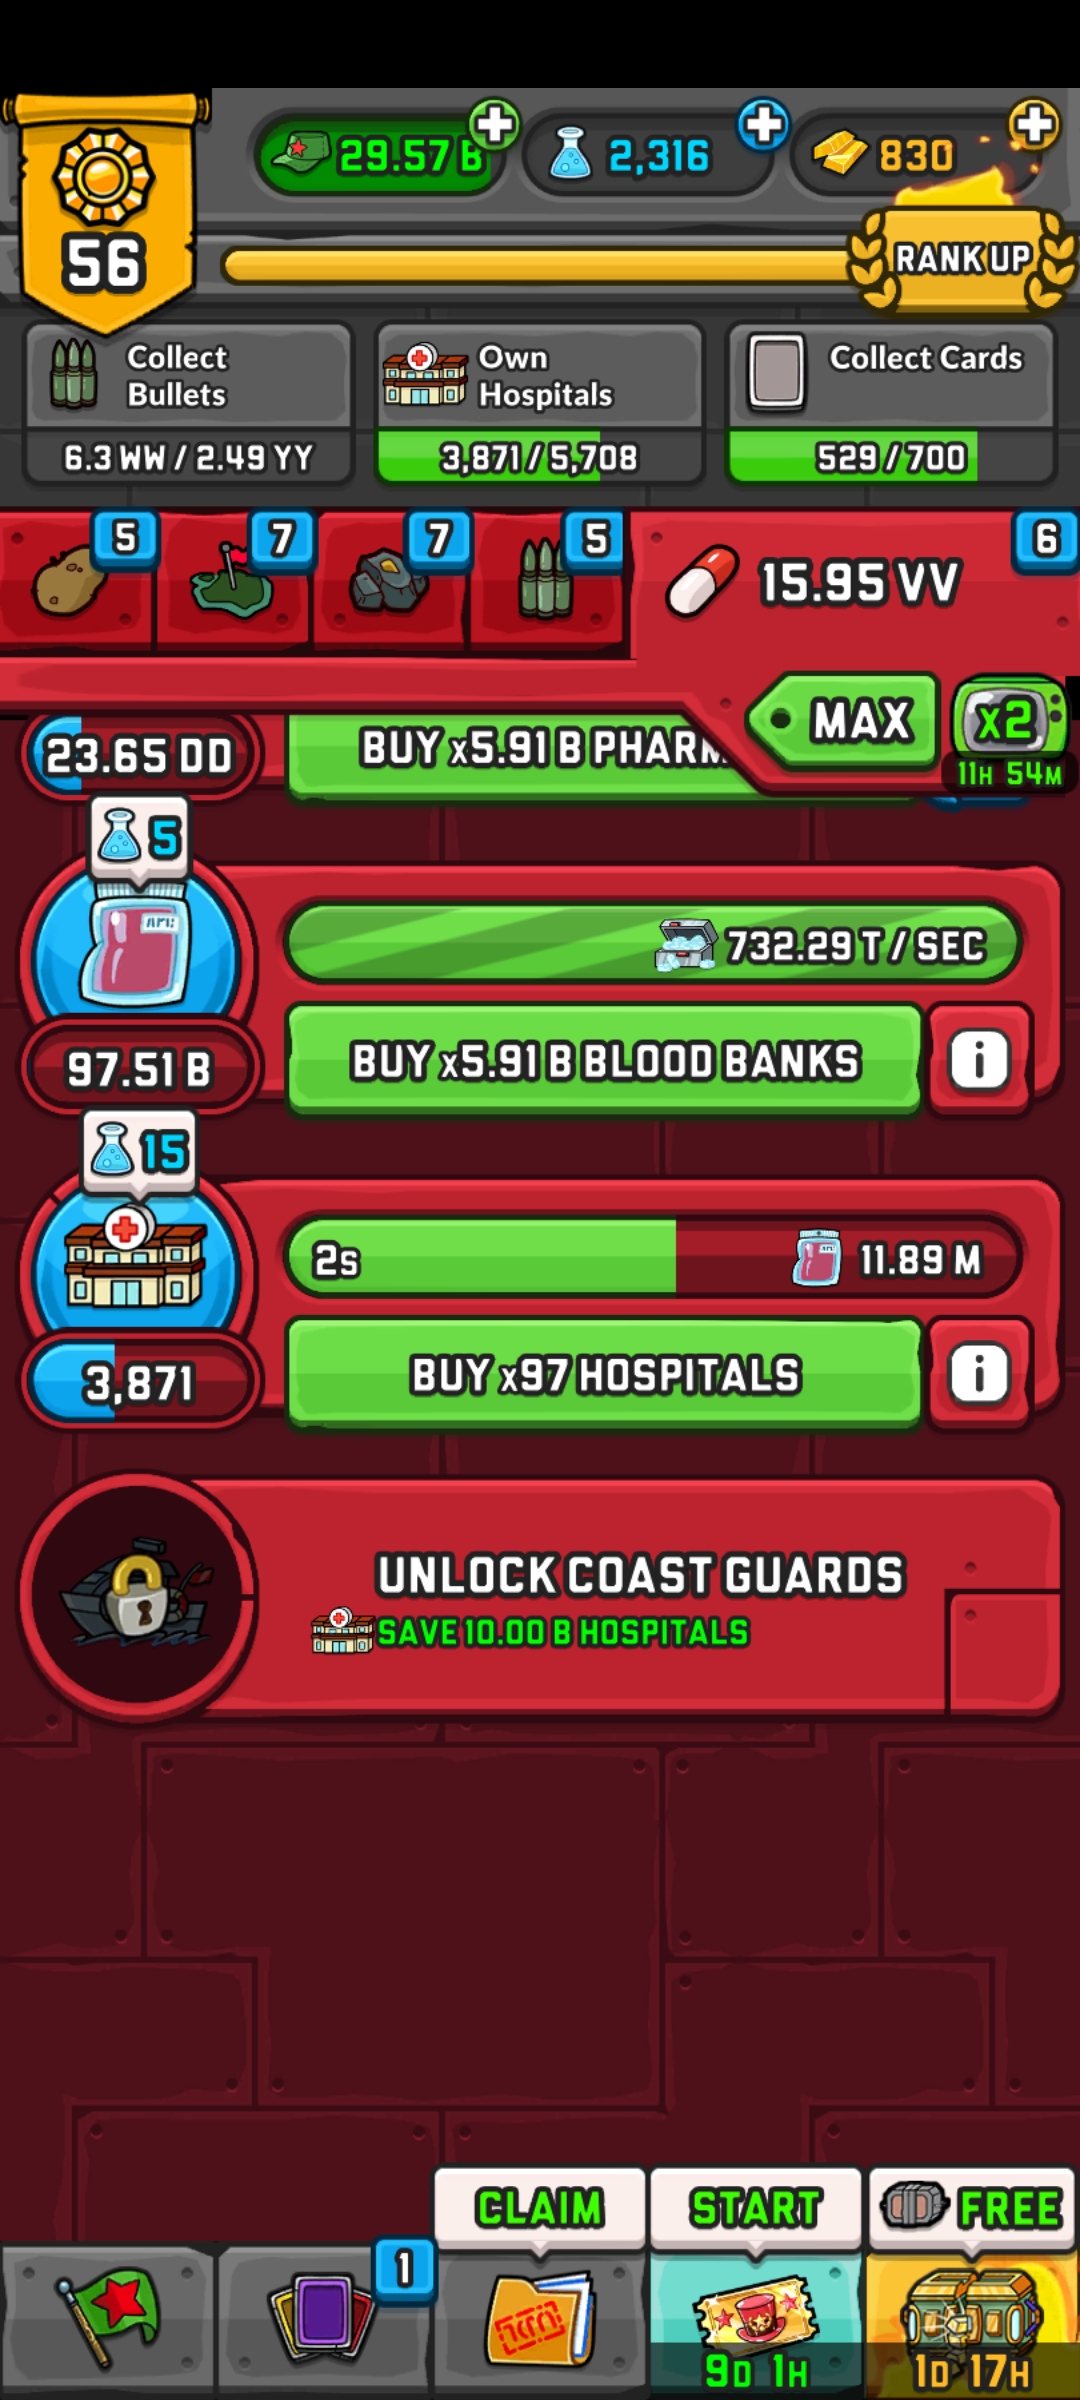 29.57 B
2,316
830
56
RANK UP
Collect
Bullets
6.3 WW / 2.49 YY
Own
Hospitals
3,871 / 5,708
Collect Cards
529 / 700
5
7
7
5
6
15.95 VV
MAX
x2
11H 54M
23.65 DD
BUY x5.91 B PHARM
5
732.29 T / SEC
97.51 B
BUY x5.91 B BLOOD BANKS
i
15
2s
11.89 M
3,871
BUY x97 HOSPITALS
i
UNLOCK COAST GUARDS
SAVE 10.00 B HOSPITALS
CLAIM
START
FREE
1
9D 1H
1D 17H